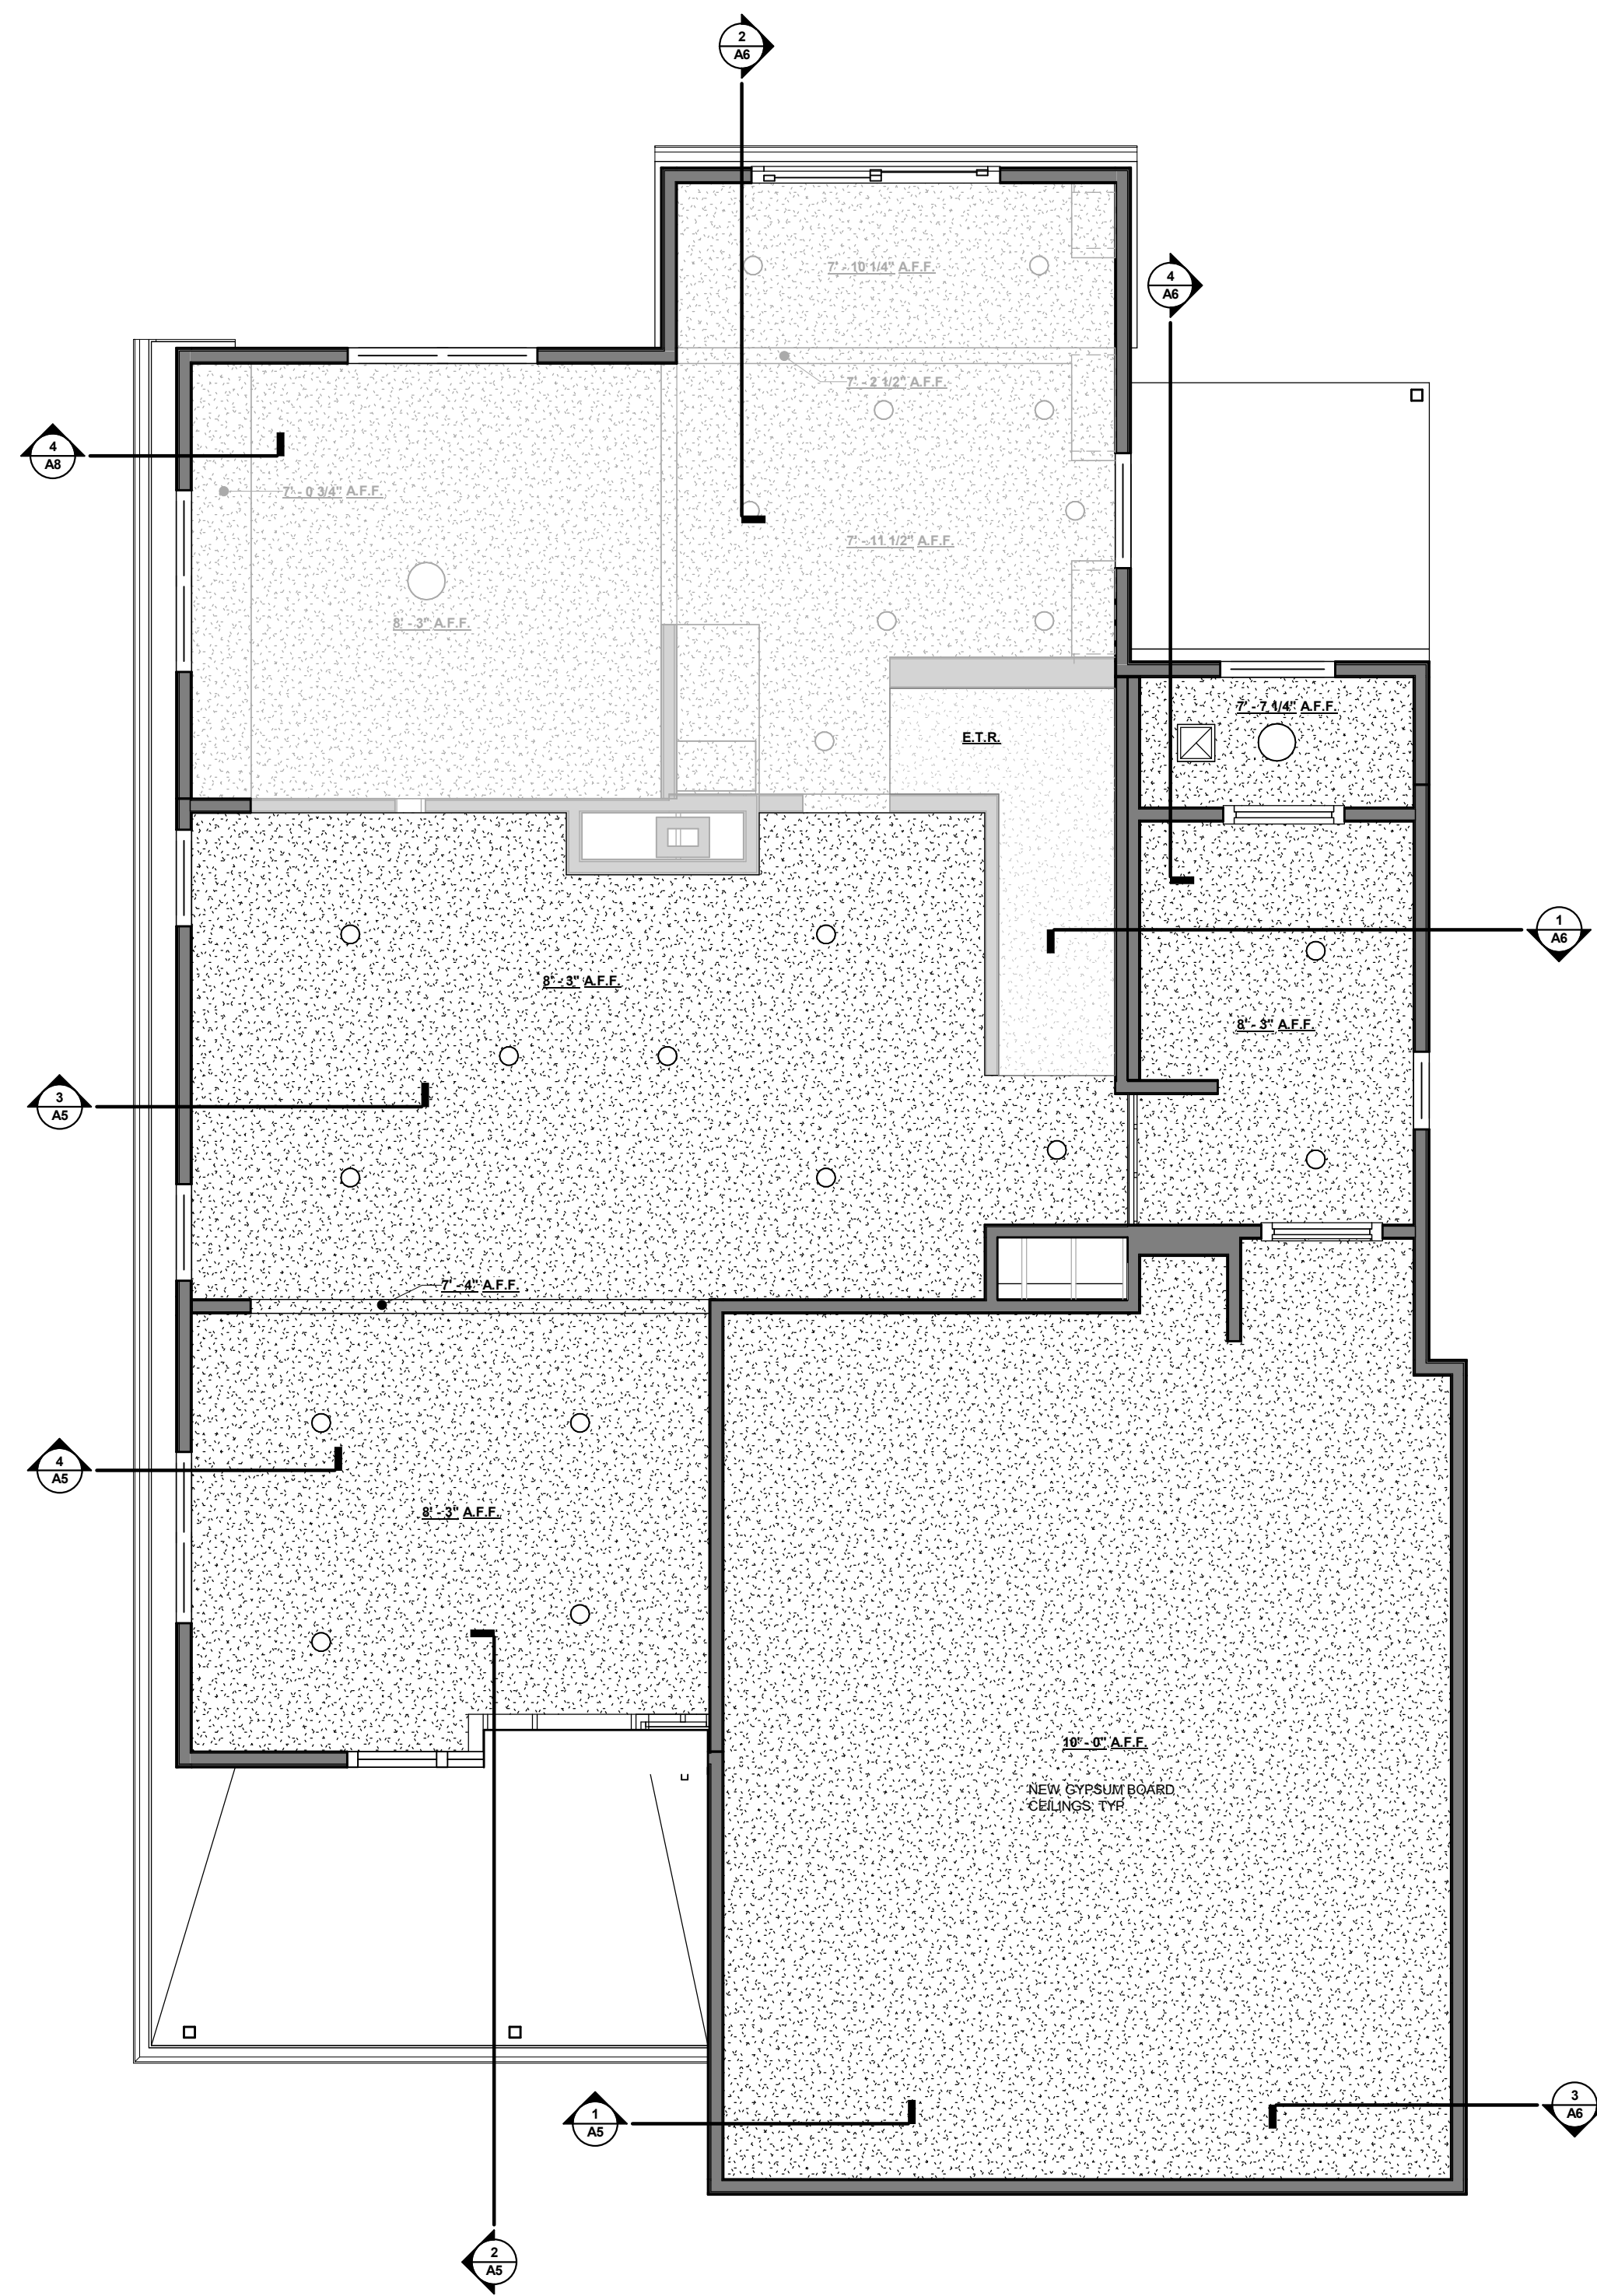 2
A6
7' - 10 1/4" A.F.F.
4
A6
7' - 2 1/2" A.F.F.
4
A8
7' - 0 3/4" A.F.F.
7' - 11 1/2" A.F.F.
8' - 3" A.F.F.
7' - 7 1/4" A.F.F.
E.T.R.
1
A6
8' - 3" A.F.F.
8' - 3" A.F.F.
3
A5
7' - 4" A.F.F.
4
A5
8' - 3" A.F.F.
10' - 0" A.F.F.
NEW GYPSUM BOARD
CEILINGS, TYP.
1
A5
3
A6
2
A5